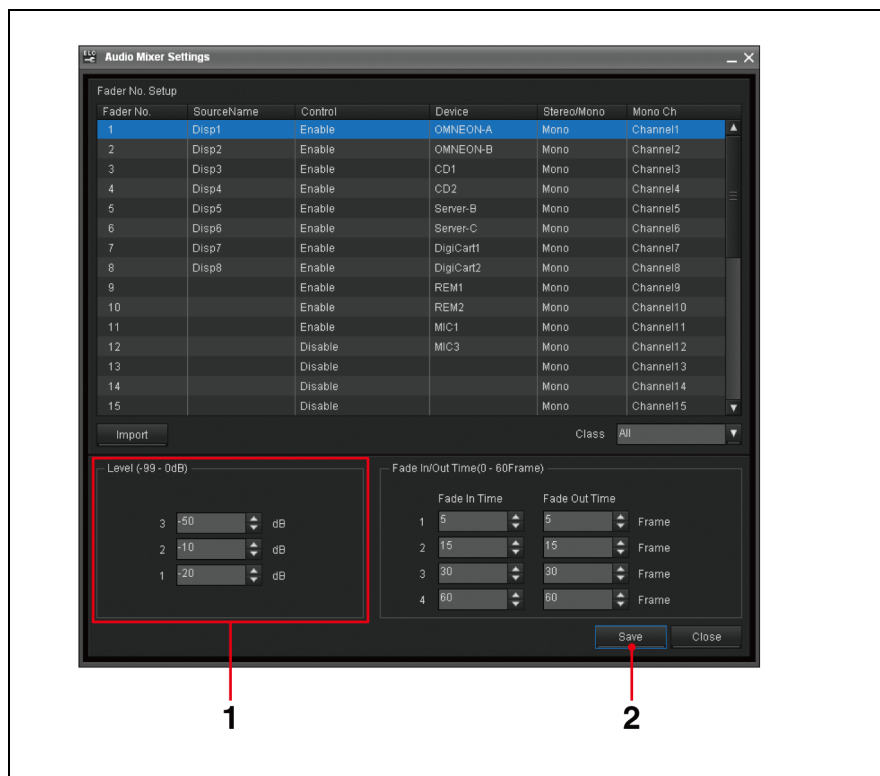 ELC Audio Mixer Settings
Fader No. Setup
Fader No. SourceName Control Device Stereo/Mono Mono Ch
1 Disp1 Enable OMNEON-A Mono Channel1
2 Disp2 Enable OMNEON-B Mono Channel2
3 Disp3 Enable CD1 Mono Channel3
4 Disp4 Enable CD2 Mono Channel4
5 Disp5 Enable Server-B Mono Channel5
6 Disp6 Enable Server-C Mono Channel6
7 Disp7 Enable DigiCart1 Mono Channel7
8 Disp8 Enable DigiCart2 Mono Channel8
9 Enable REM1 Mono Channel9
10 Enable REM2 Mono Channel10
11 Enable MIC1 Mono Channel11
12 Disable MIC3 Mono Channel12
13 Disable Mono Channel13
14 Disable Mono Channel14
15 Disable Mono Channel15
Import Class All
Level (-99 - 0dB)
3 -50 dB
2 -10 dB
1 -20 dB
Fade In/Out Time(0 - 60Frame)
Fade In Time Fade Out Time
1 5 5 Frame
2 15 15 Frame
3 30 30 Frame
4 60 60 Frame
Save Close
1 2